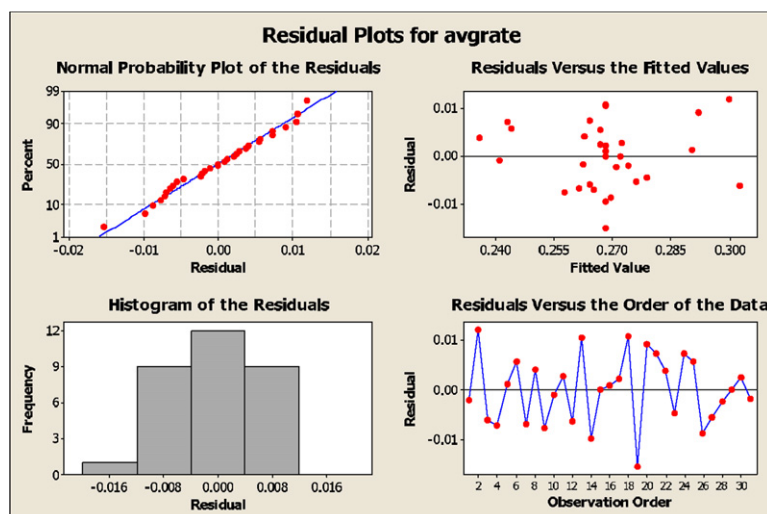 Residual Plots for avgrate
Normal Probability Plot of the Residuals
99
90
50
10
1
Percent
-0.02 -0.01 0.00 0.01 0.02
Residual
Residuals Versus the Fitted Values
0.01
0.00
-0.01
Residual
0.240 0.255 0.270 0.285 0.300
Fitted Value
Histogram of the Residuals
12
9
6
3
0
Frequency
-0.016 -0.008 0.000 0.008 0.016
Residual
Residuals Versus the Order of the Data
0.01
0.00
-0.01
Residual
2 4 6 8 10 12 14 16 18 20 22 24 26 28 30
Observation Order